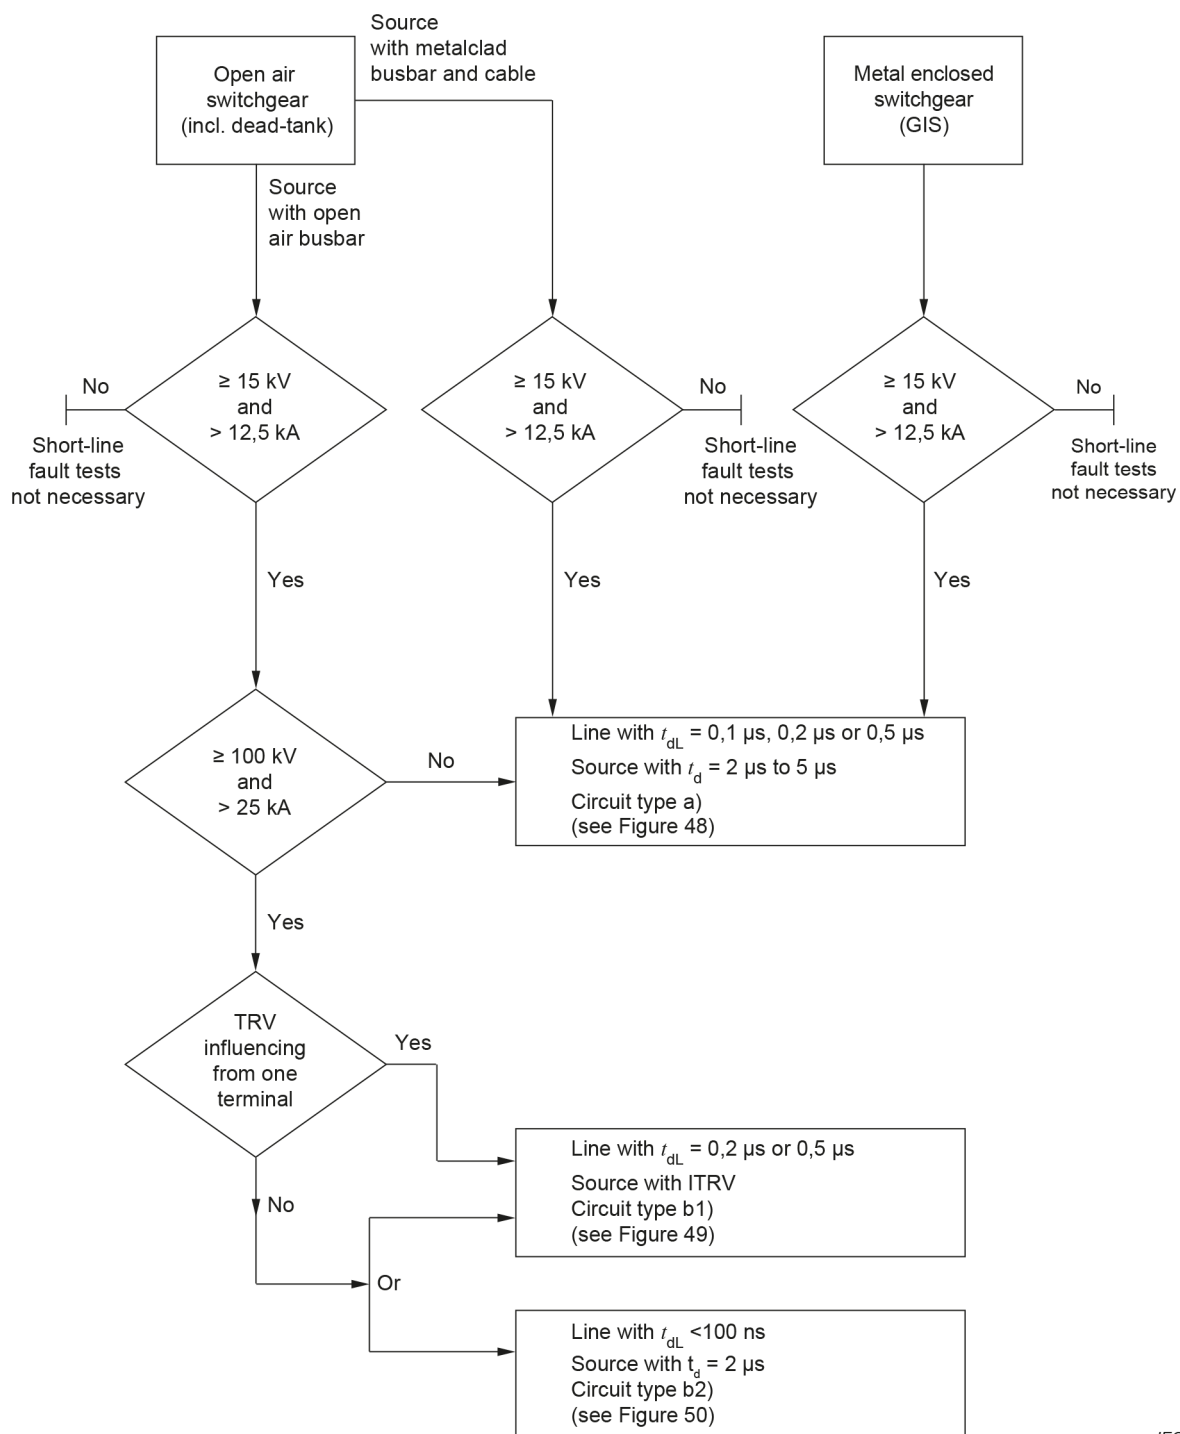 Source
with metalclad
busbar and cable
Open air
switchgear
(incl. dead-tank)
Metal enclosed
switchgear
(GIS)
Source
with open
air busbar
No
≥ 15 kV
and
> 12,5 kA
Short-line
fault tests
not necessary
≥ 15 kV
and
> 12,5 kA
No
Short-line
fault tests
not necessary
≥ 15 kV
and
> 12,5 kA
No
Short-line
fault tests
not necessary
Yes
Yes
Yes
≥ 100 kV
and
> 25 kA
No
Line with tdL = 0,1 µs, 0,2 µs or 0,5 µs
Source with td = 2 µs to 5 µs
Circuit type a)
(see Figure 48)
Yes
TRV
influencing
from one
terminal
Yes
Line with tdL = 0,2 µs or 0,5 µs
Source with ITRV
Circuit type b1)
(see Figure 49)
No
Or
Line with tdL <100 ns
Source with td = 2 µs
Circuit type b2)
(see Figure 50)